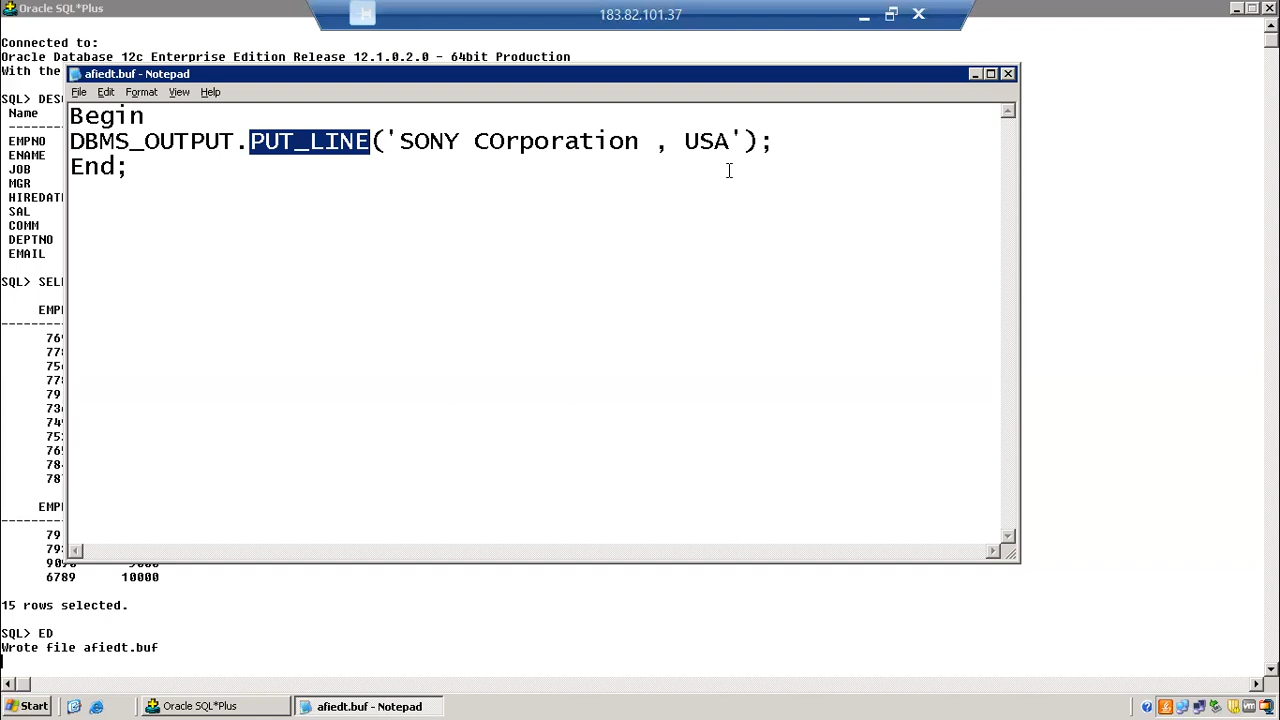 Oracle SQL*Plus
183.82.101.37
Connected to:
Oracle Database 12c Enterprise Edition Release 12.1.0.2.0 - 64bit Production
With the
afiedt.buf - Notepad
File Edit Format View Help
Begin
DBMS_OUTPUT.PUT_LINE('SONY COrporation , USA');
End;
SQL> DES
Name
EMPNO
ENAME
JOB
MGR
HIREDATE
SAL
COMM
DEPTNO
EMAIL
SQL> SEL
EMP
79
6789 10000
15 rows selected.
SQL> ED
Wrote file afiedt.buf
Start Oracle SQL*Plus afiedt.buf - Notepad